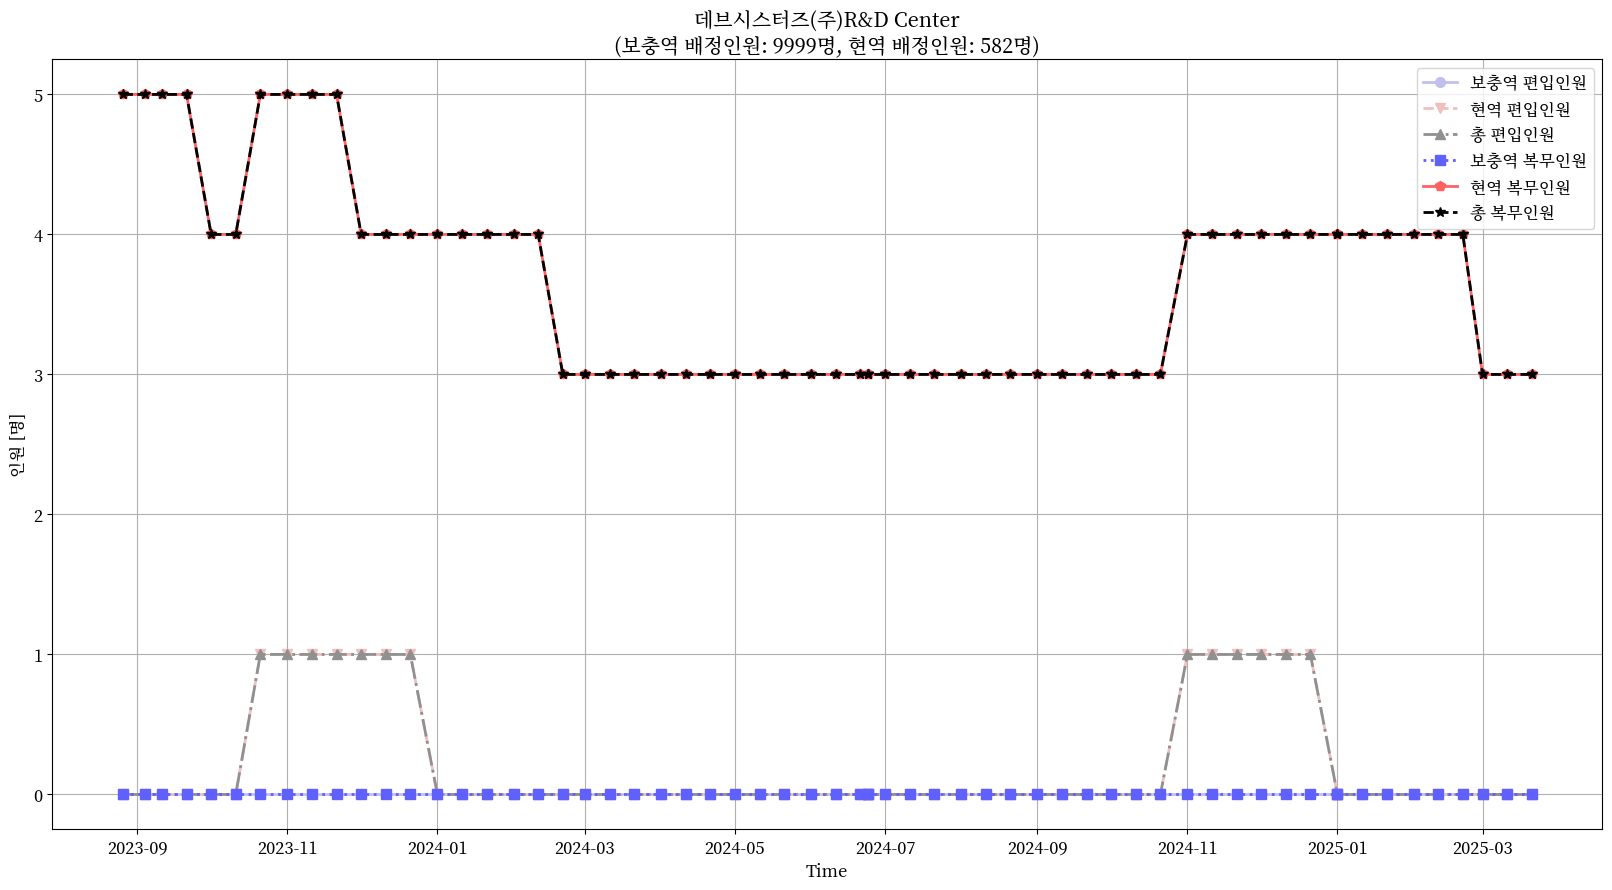 데브시스터즈(주)R&D Center
(보충역 배정인원: 9999명, 현역 배정인원: 582명)
보충역 편입인원
현역 편입인원
총 편입인원
보충역 복무인원
현역 복무인원
총 복무인원
인원 [명]
5
4
3
2
1
0
2023-09
2023-11
2024-01
2024-03
2024-05
2024-07
2024-09
2024-11
2025-01
2025-03
Time